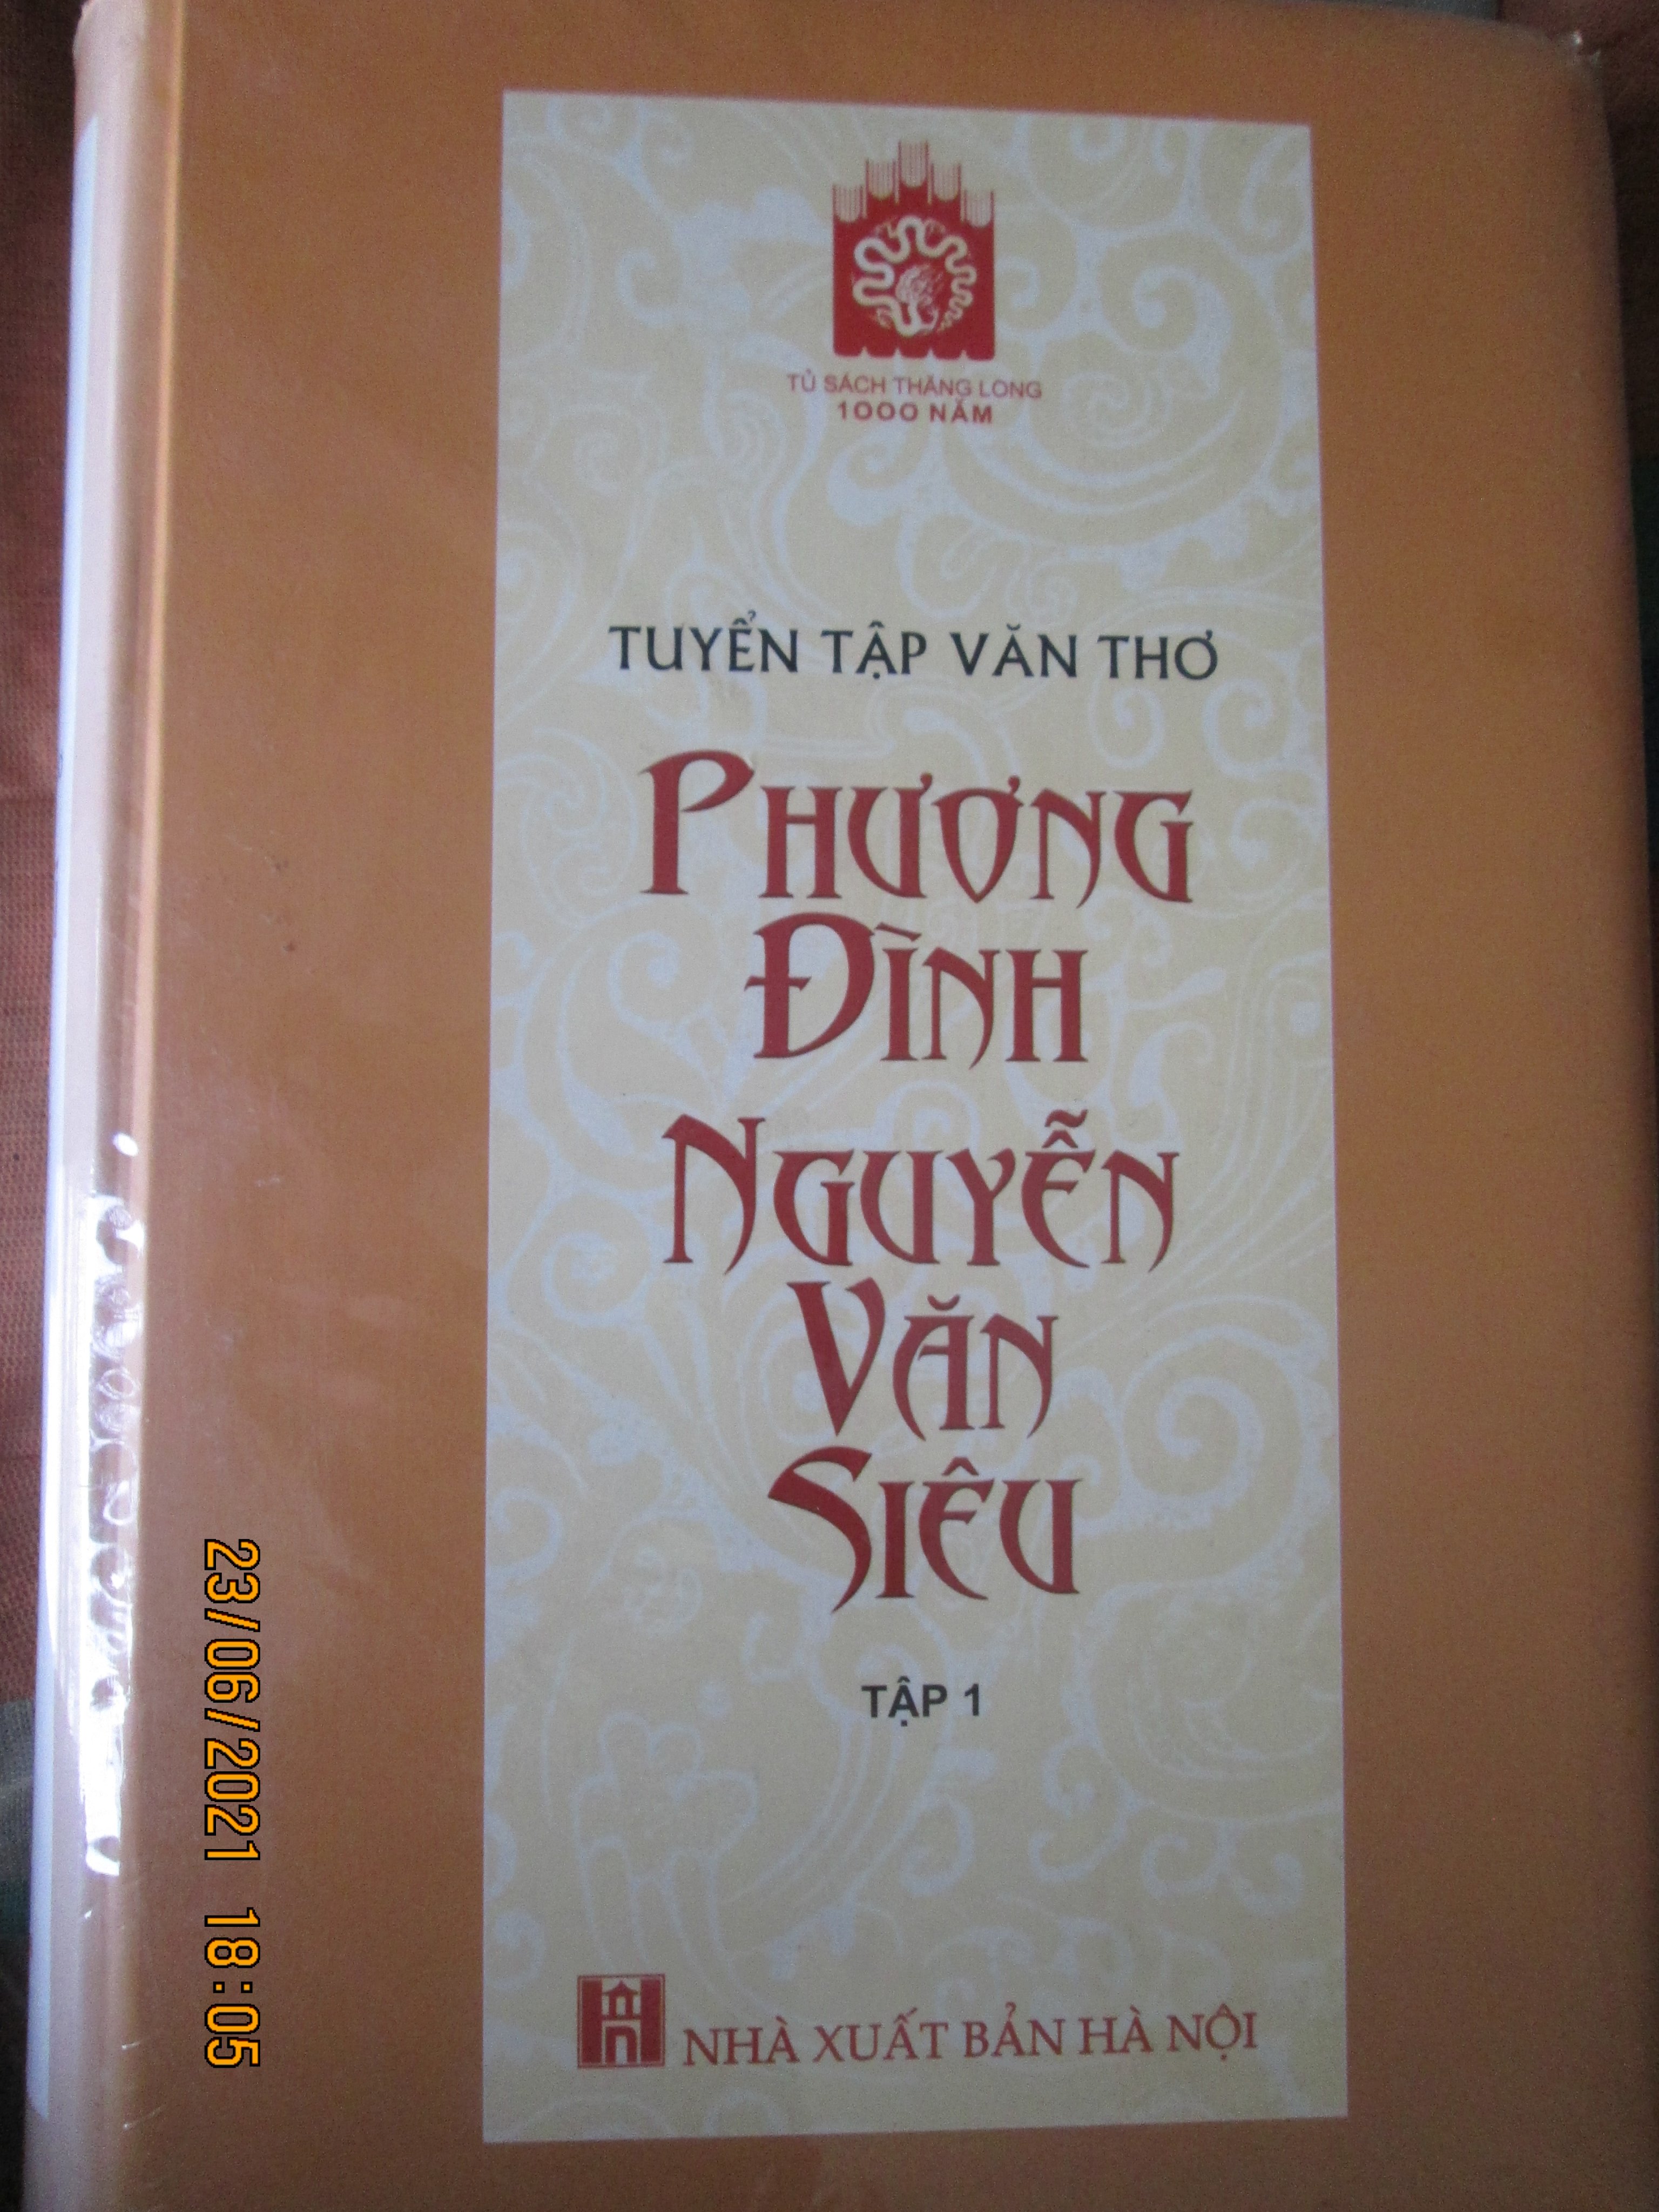 TỦ SÁCH THĂNG LONG
1000 NĂM
TUYỂN TẬP VĂN THƠ
PHƯƠNG
ĐÌNH
NGUYỄN
VĂN
SIÊU
TẬP 1
NHÀ XUẤT BẢN HÀ NỘI
23/06/2021 18:05